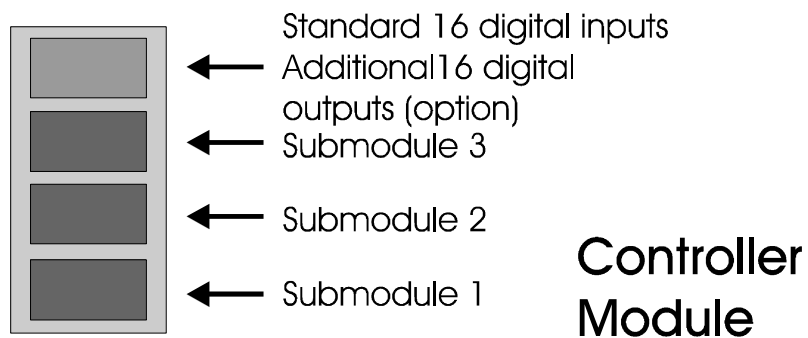 Standard 16 digital inputs
Additional16 digital
outputs (option)
Submodule 3
Submodule 2
Submodule 1
Controller
Module